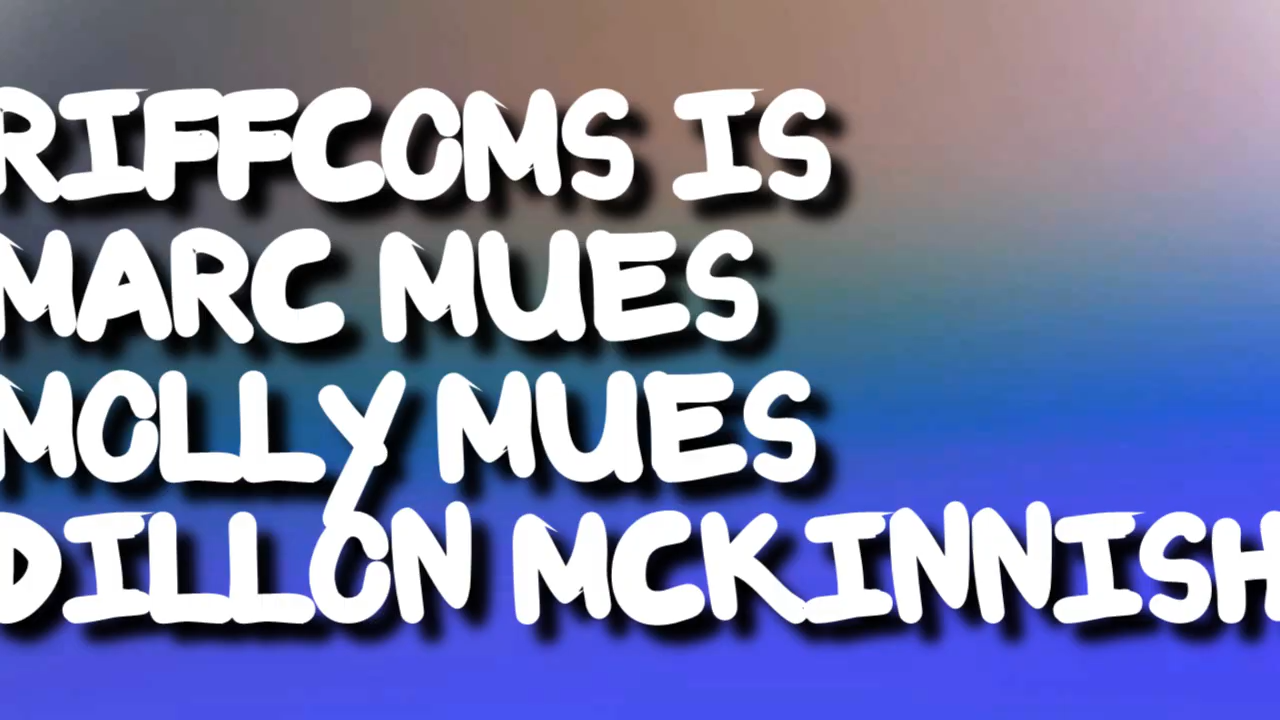 RIFFCOMS IS
MARC MUES
MOLLY MUES
DILLON MCKINNISH